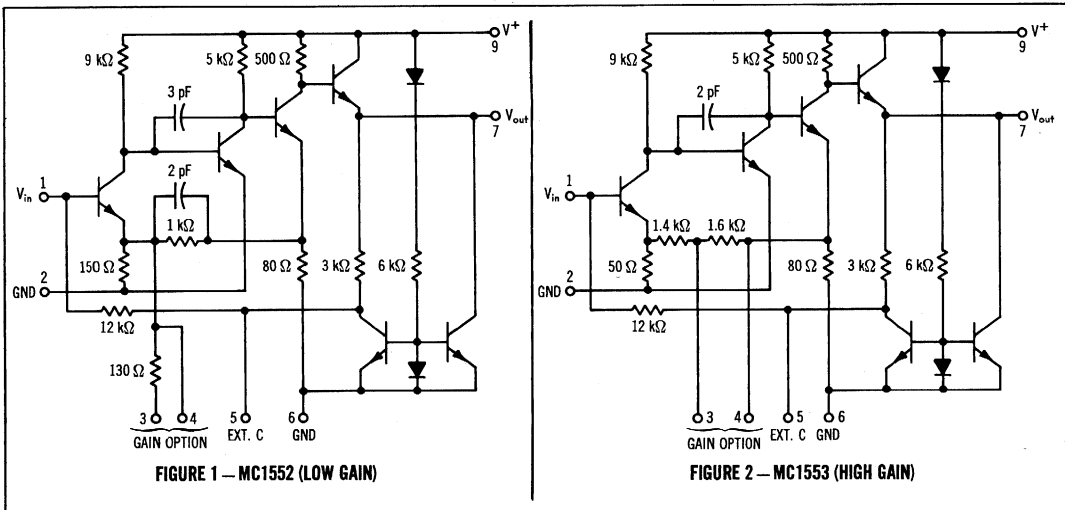 V+
9
9 kΩ
5 kΩ
500 Ω
3 pF
Vout
7
2 pF
1
Vin
1 kΩ
150 Ω
80 Ω
3 kΩ
6 kΩ
2
GND
12 kΩ
130 Ω
3
4
5
6
GAIN OPTION
EXT. C
GND
FIGURE 1 — MC1552 (LOW GAIN)
V+
9
9 kΩ
5 kΩ
500 Ω
2 pF
Vout
7
1
Vin
1.4 kΩ
1.6 kΩ
50 Ω
80 Ω
3 kΩ
6 kΩ
2
GND
12 kΩ
3
4
5
6
GAIN OPTION
EXT. C
GND
FIGURE 2 — MC1553 (HIGH GAIN)